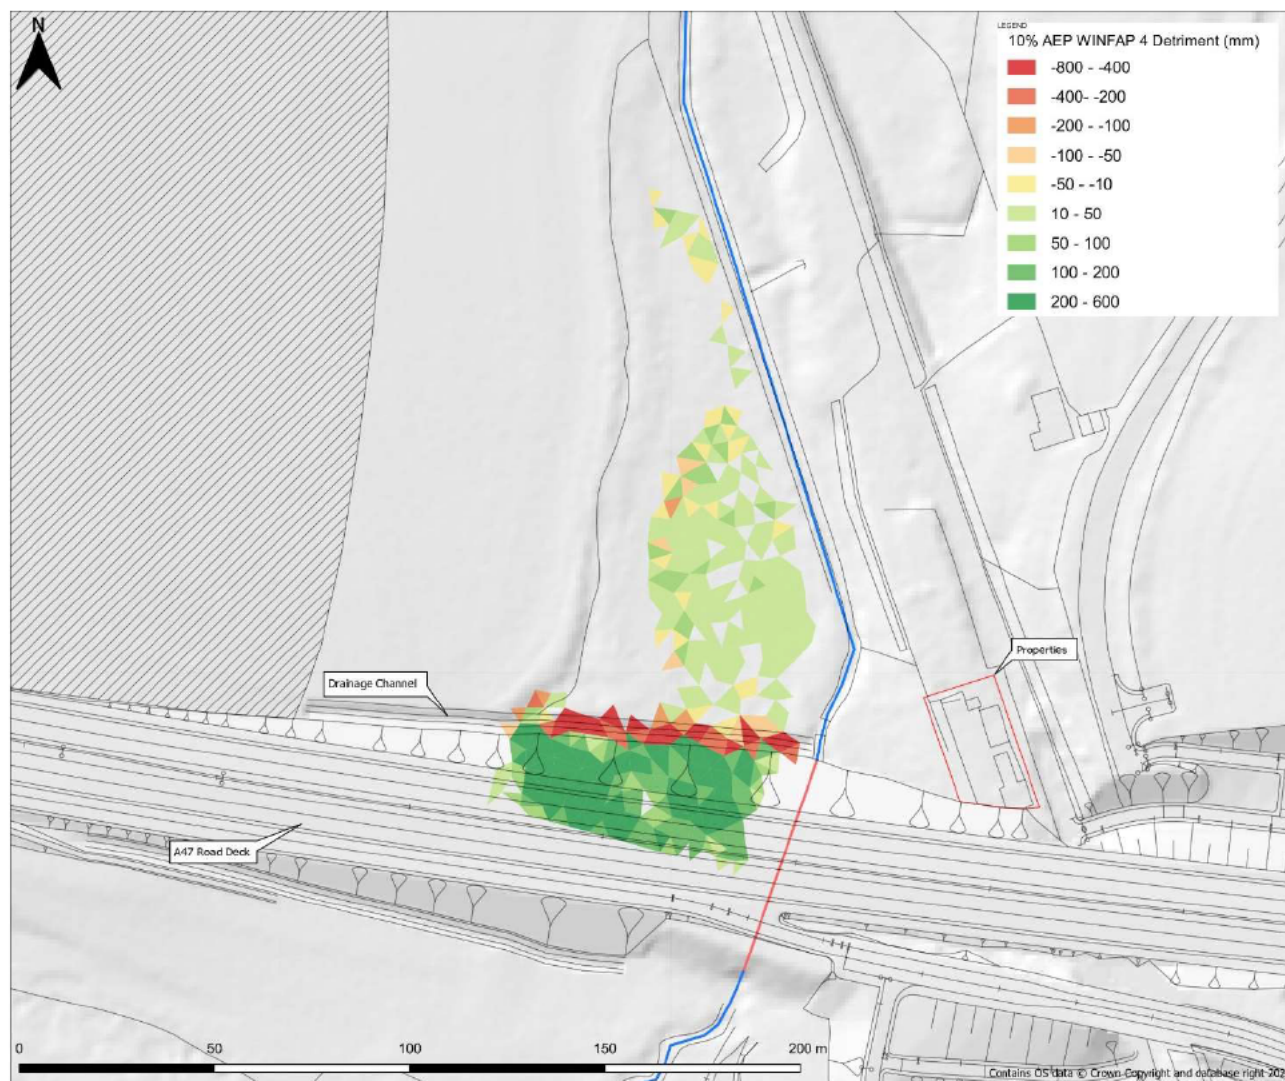 N
LEGEND
10% AEP WINFAP 4 Detriment (mm)
-800 - -400
-400- -200
-200 - -100
-100 - -50
-50 - -10
10 - 50
50 - 100
100 - 200
200 - 600
Properties
Drainage Channel
A47 Road Deck
0 50 100 150 200 m
Contains OS data © Crown Copyright and database right 202